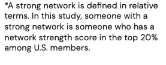 *A strong network is defined in relative
terms. In this study, someone with a
strong network is someone who has a
network strength score in the top 20%
among U.S. members.